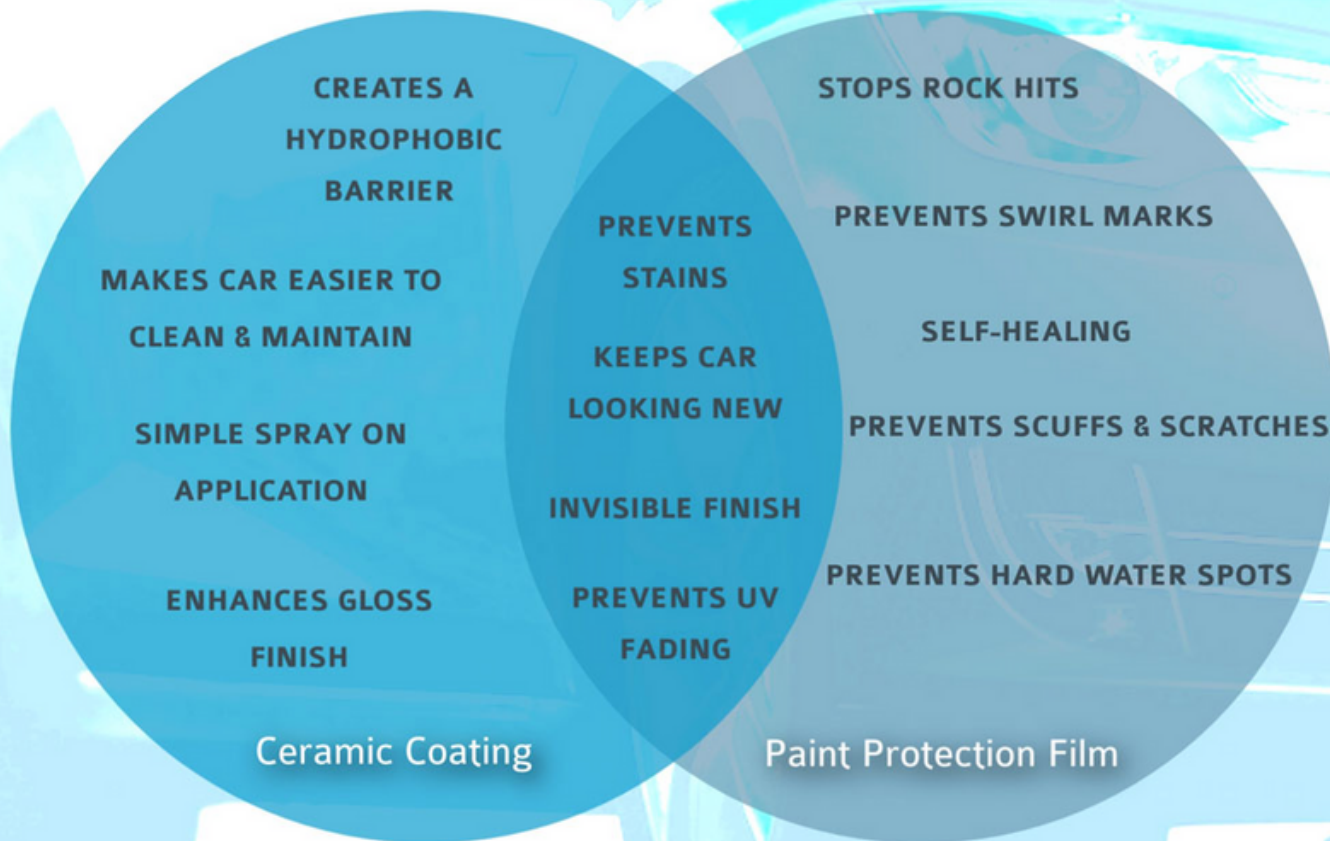 CREATES A
HYDROPHOBIC
BARRIER
MAKES CAR EASIER TO
CLEAN & MAINTAIN
SIMPLE SPRAY ON
APPLICATION
ENHANCES GLOSS
FINISH
Ceramic Coating
PREVENTS
STAINS
KEEPS CAR
LOOKING NEW
INVISIBLE FINISH
PREVENTS UV
FADING
STOPS ROCK HITS
PREVENTS SWIRL MARKS
SELF-HEALING
PREVENTS SCUFFS & SCRATCHES
PREVENTS HARD WATER SPOTS
Paint Protection Film